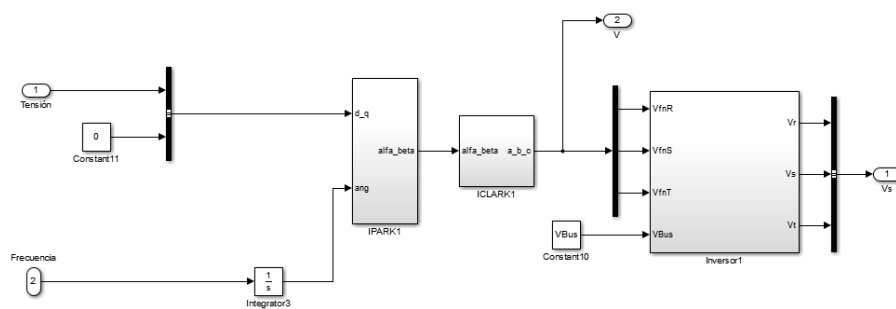 2
V
1
Tensión
0
Constant11
d_q
alfa_beta
ang
IPARK1
alfa_beta
a_b_c
ICLARK1
VfnR
VfnS
VfnT
VBus
Vr
Vs
Vt
Inversor1
VBus
Constant10
1
Vs
Frecuencia
2
1
s
Integrator3